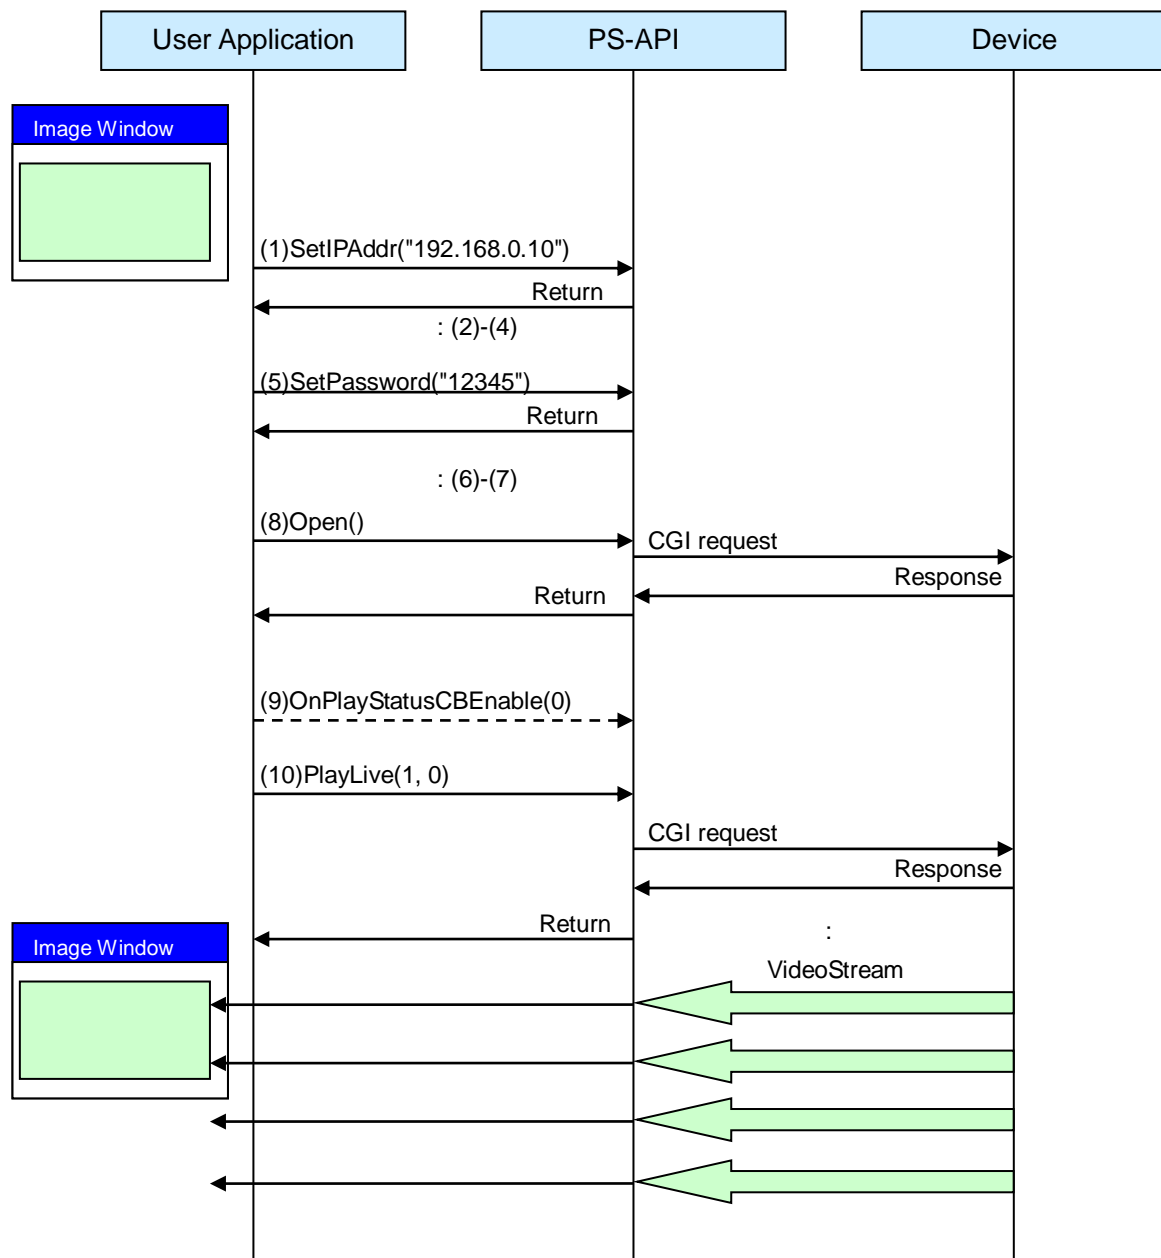 User Application
PS-API
Device
Image Window
(1)SetIPAddr("192.168.0.10")
Return
: (2)-(4)
(5)SetPassword("12345")
Return
: (6)-(7)
(8)Open()
CGI request
Response
Return
(9)OnPlayStatusCBEnable(0)
(10)PlayLive(1, 0)
CGI request
Response
Return
:
Image Window
VideoStream